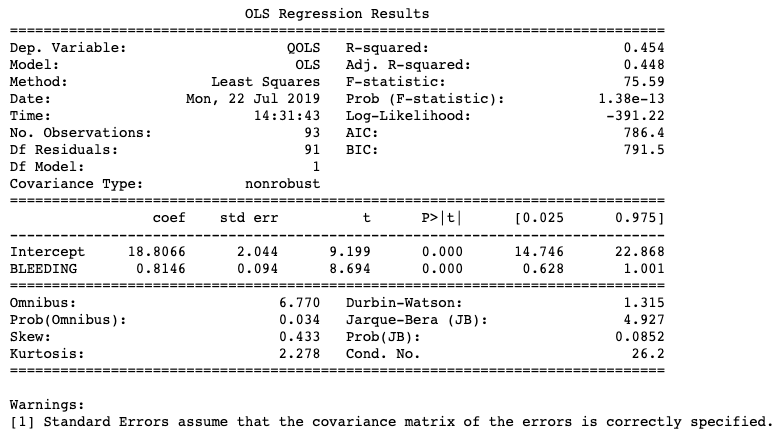 OLS Regression Results
==============================================================================
Dep. Variable:                   QOLS   R-squared:                       0.454
Model:                            OLS   Adj. R-squared:                  0.448
Method:                 Least Squares   F-statistic:                     75.59
Date:                Mon, 22 Jul 2019   Prob (F-statistic):           1.38e-13
Time:                        14:31:43   Log-Likelihood:                -391.22
No. Observations:                  93   AIC:                             786.4
Df Residuals:                      91   BIC:                             791.5
Df Model:                           1
Covariance Type:            nonrobust
==============================================================================
                 coef    std err          t      P>|t|      [0.025      0.975]
------------------------------------------------------------------------------
Intercept     18.8066      2.044      9.199      0.000      14.746      22.868
BLEEDING       0.8146      0.094      8.694      0.000       0.628       1.001
==============================================================================
Omnibus:                        6.770   Durbin-Watson:                   1.315
Prob(Omnibus):                  0.034   Jarque-Bera (JB):                4.927
Skew:                           0.433   Prob(JB):                       0.0852
Kurtosis:                       2.278   Cond. No.                         26.2
==============================================================================
Warnings:
[1] Standard Errors assume that the covariance matrix of the errors is correctly specified.